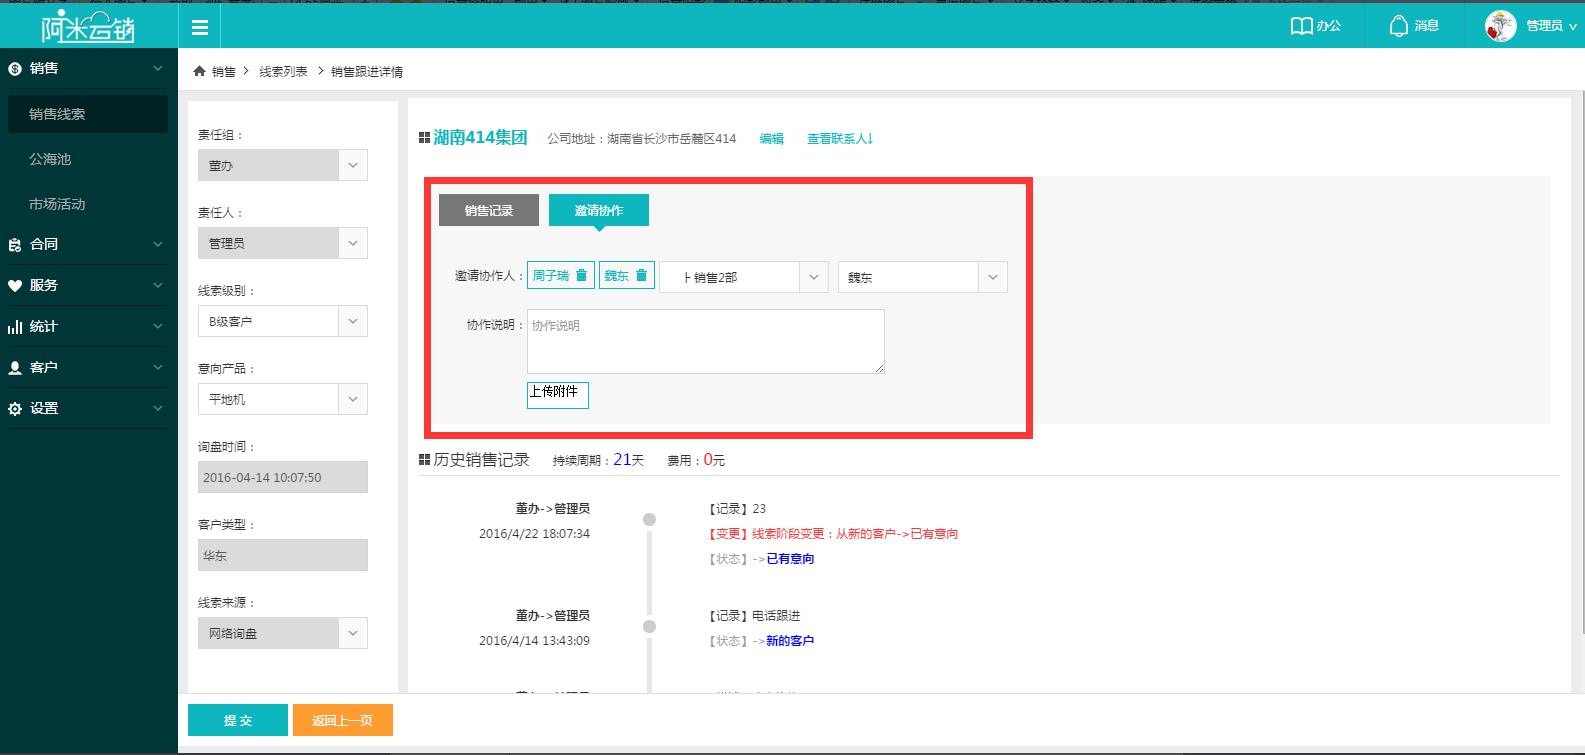 阿米云销
办公
消息
管理员
销售
销售线索
公海池
市场活动
合同
服务
统计
客户
设置
销售 > 线索列表 > 销售跟进详情
责任组：
董办
责任人：
管理员
线索级别：
B级客户
意向产品：
平地机
询盘时间：
2016-04-14 10:07:50
客户类型：
华东
线索来源：
网络询盘
湖南414集团 公司地址：湖南省长沙市岳麓区414 编辑 查看联系人↓
销售记录 邀请协作
邀请协作人： 周子瑞 魏东 ┝ 销售2部 魏东
协作说明： 协作说明
上传附件
历史销售记录 持续周期：21天 费用：0元
董办->管理员 【记录】23
2016/4/22 18:07:34 【变更】线索阶段变更：从新的客户->已有意向
【状态】->已有意向
董办->管理员 【记录】电话跟进
2016/4/14 13:43:09 【状态】->新的客户
提 交 返回上一页